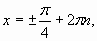 x = ±π/4 + 2πn,